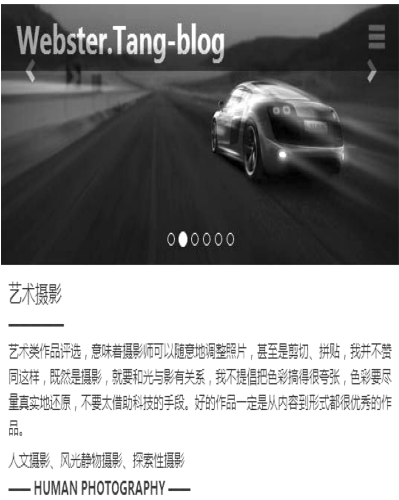 Webster.Tang-blog
艺术摄影
艺术类作品评选，意味着摄影师可以随意地调整照片，甚至是剪切、拼贴，我并不赞
同这样，既然是摄影，就要和光与影有关系，我不提倡把色彩搞得很夸张，色彩要尽
量真实地还原，不要太借助科技的手段。好的作品一定是从内容到形式都很优秀的作
品。
人文摄影、风光静物摄影、探索性摄影
—— HUMAN PHOTOGRAPHY ——